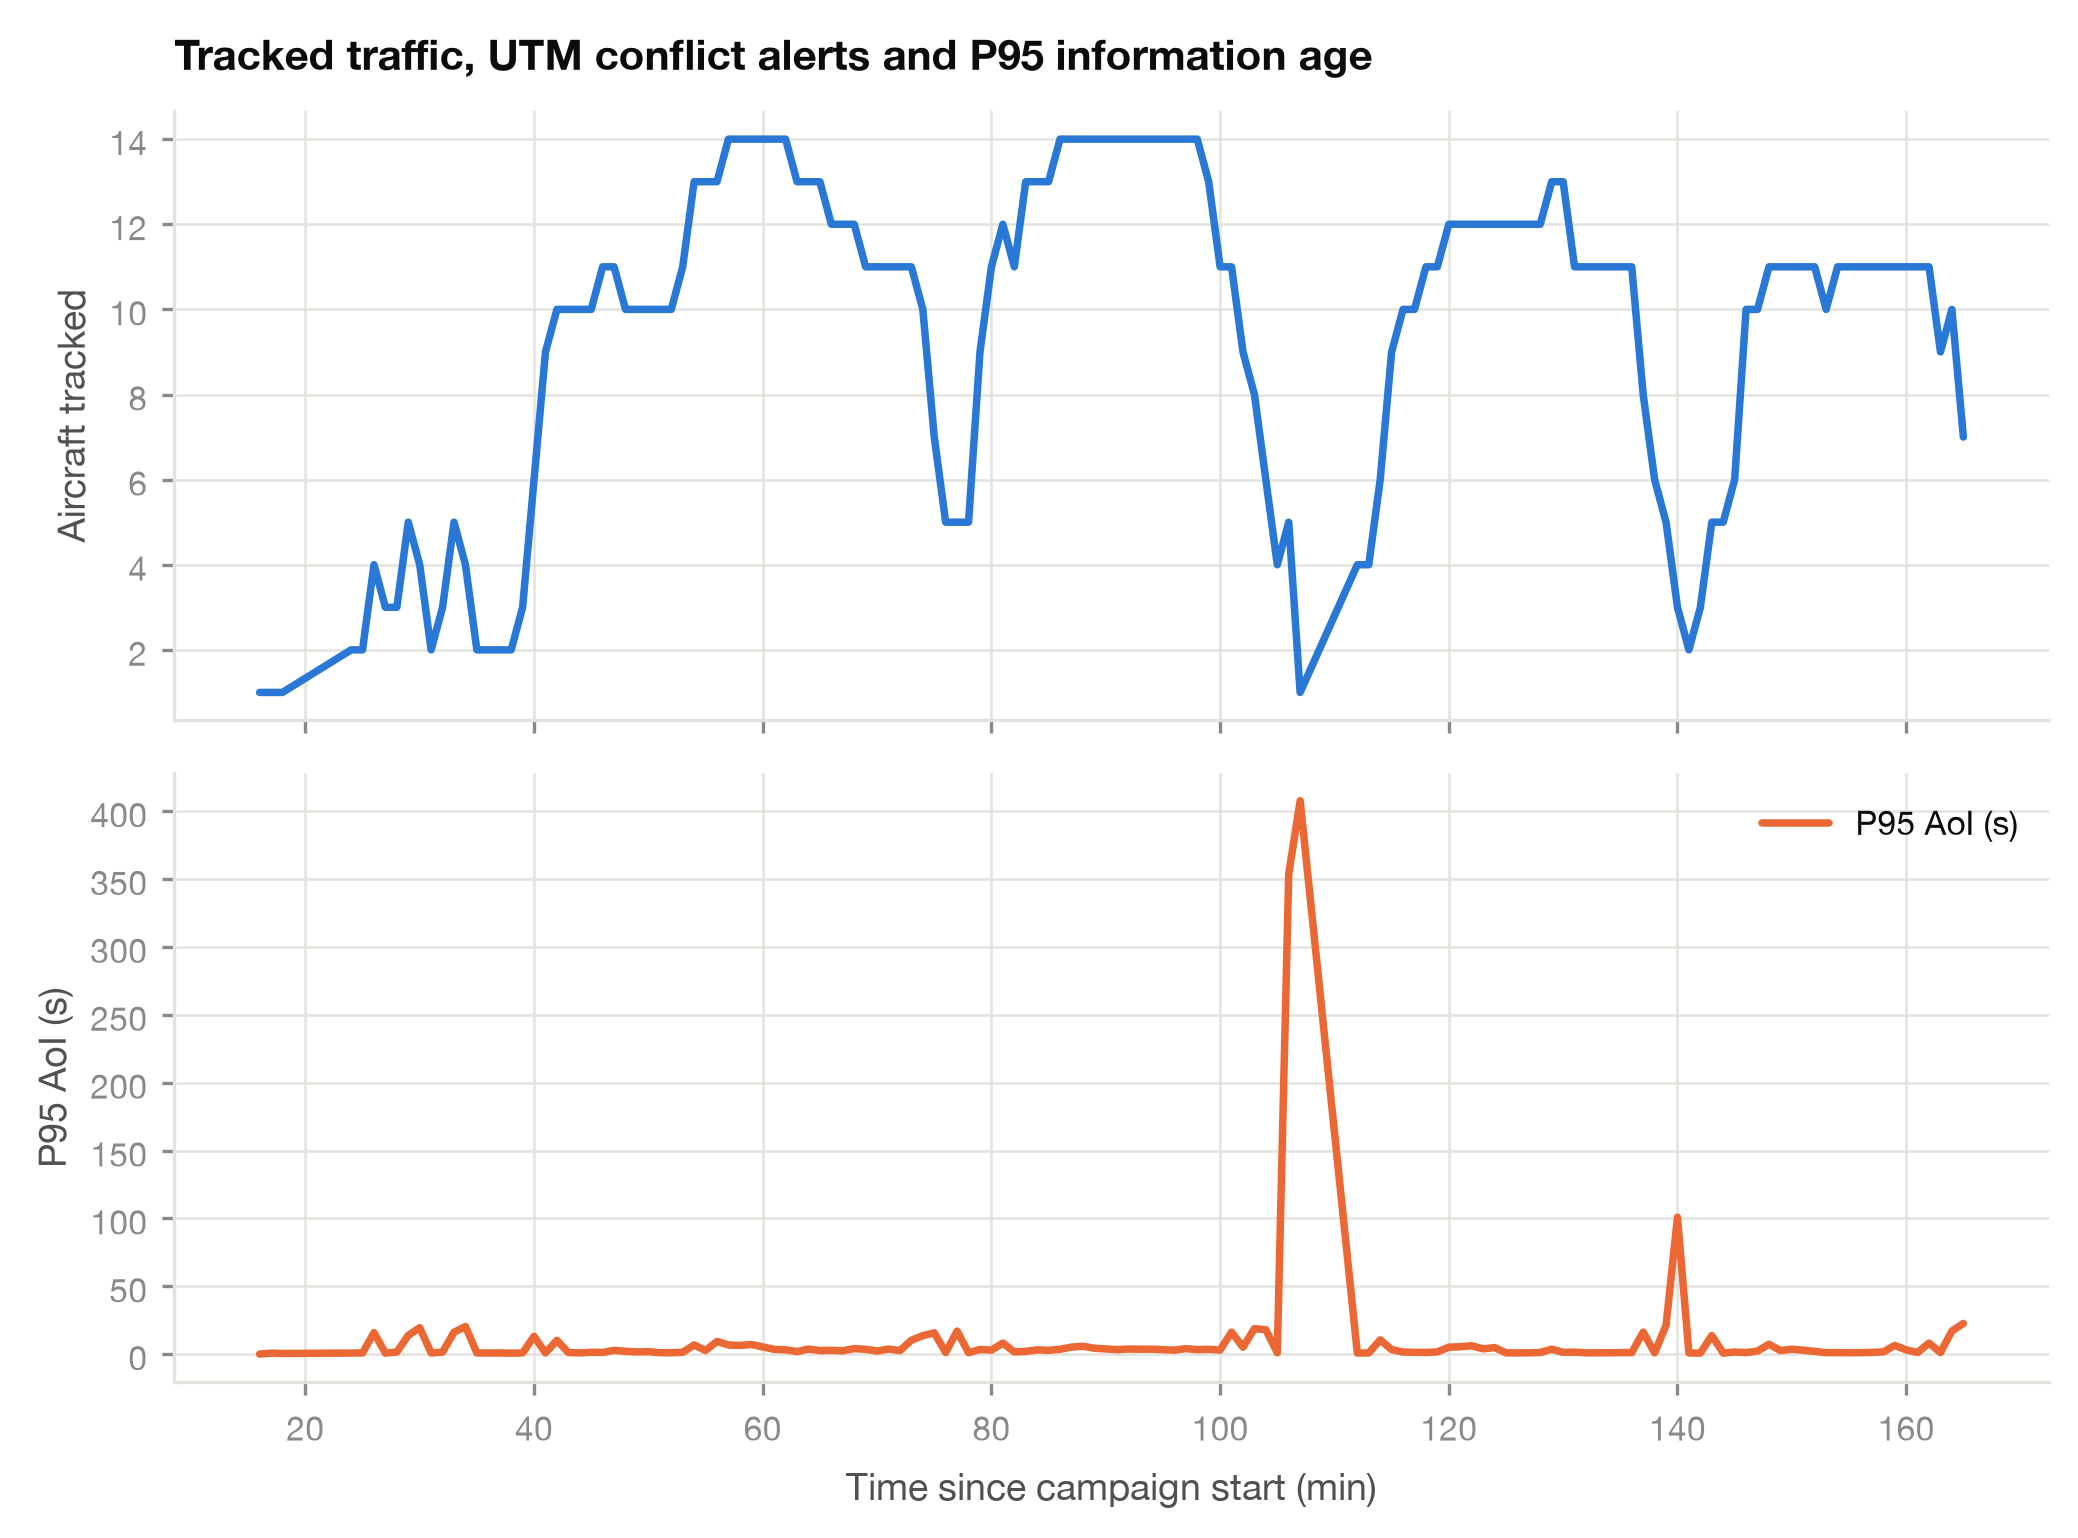 Tracked traffic, UTM conflict alerts and P95 information age
Aircraft tracked
14
12
10
8
6
4
2
P95 AoI (s)
P95 AoI (s)
400
350
300
250
200
150
100
50
0
20 40 60 80 100 120 140 160
Time since campaign start (min)